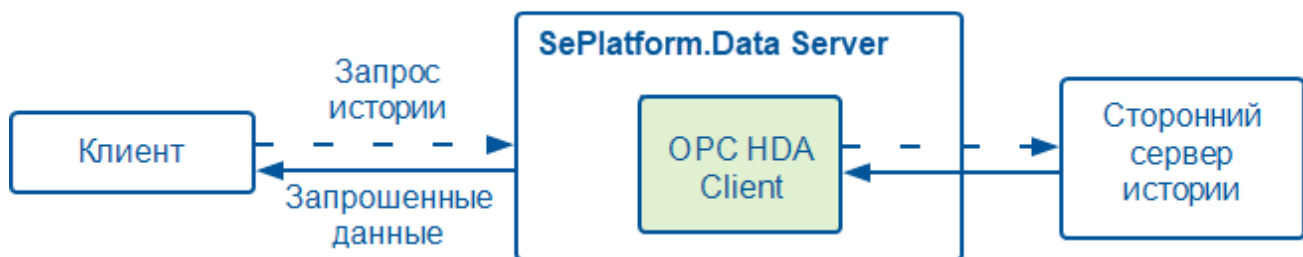 SePlatform.Data Server
Запрос
истории
Клиент
Запрошенные
данные
OPC HDA
Client
Сторонний
сервер
истории